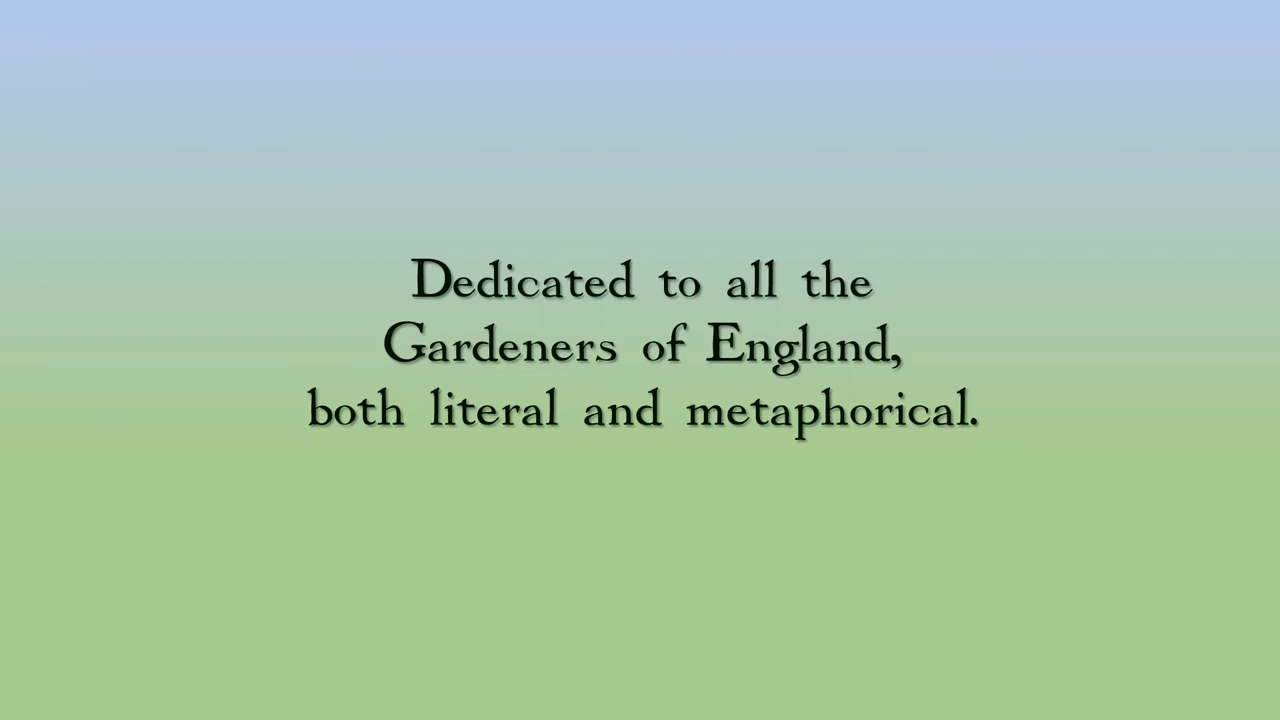 Dedicated to all the
Gardeners of England,
both literal and metaphorical.